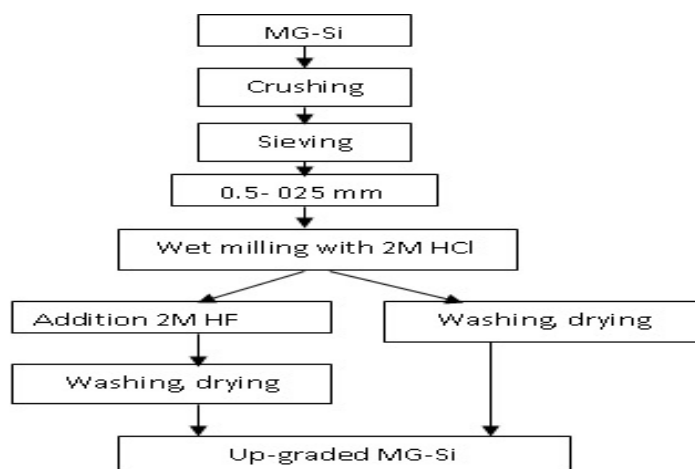 MG-Si
Crushing
Sieving
0.5- 025 mm
Wet milling with 2M HCl
Addition 2M HF
Washing, drying
Washing, drying
Up-graded MG-Si